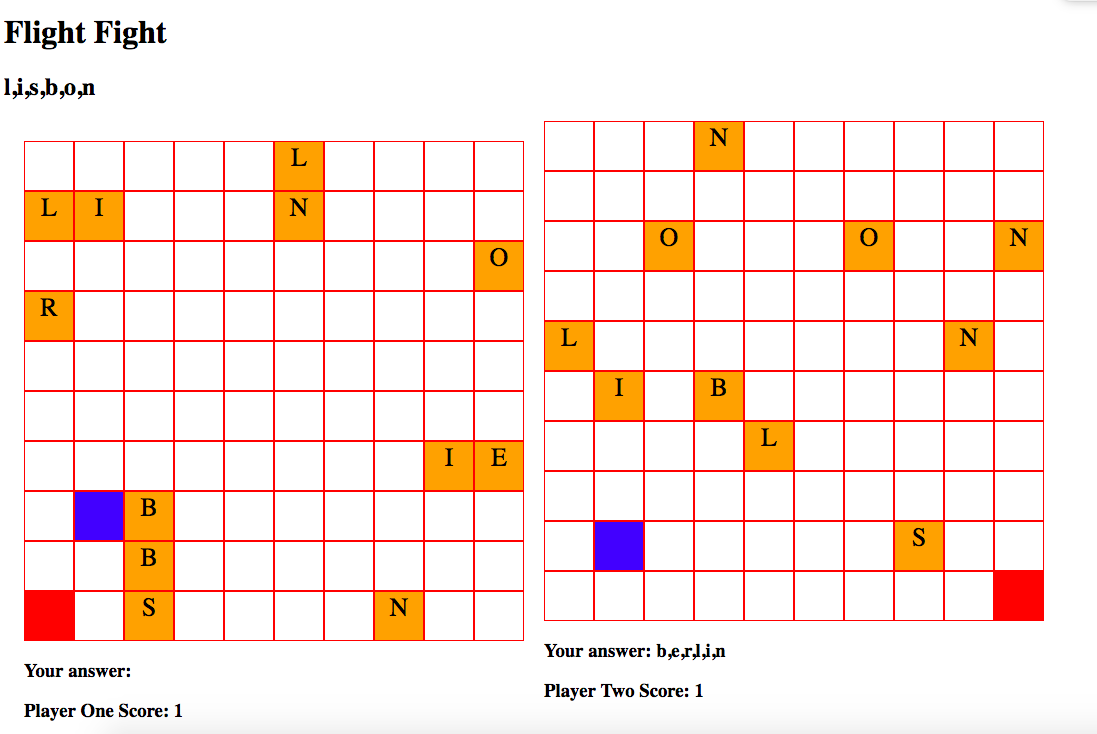 Flight Fight
l,i,s,b,o,n
L
L I N
O
R
I E
B
B
S N
Your answer:
Player One Score: 1
N
O O N
L N
I B
L
S
Your answer: b,e,r,l,i,n
Player Two Score: 1